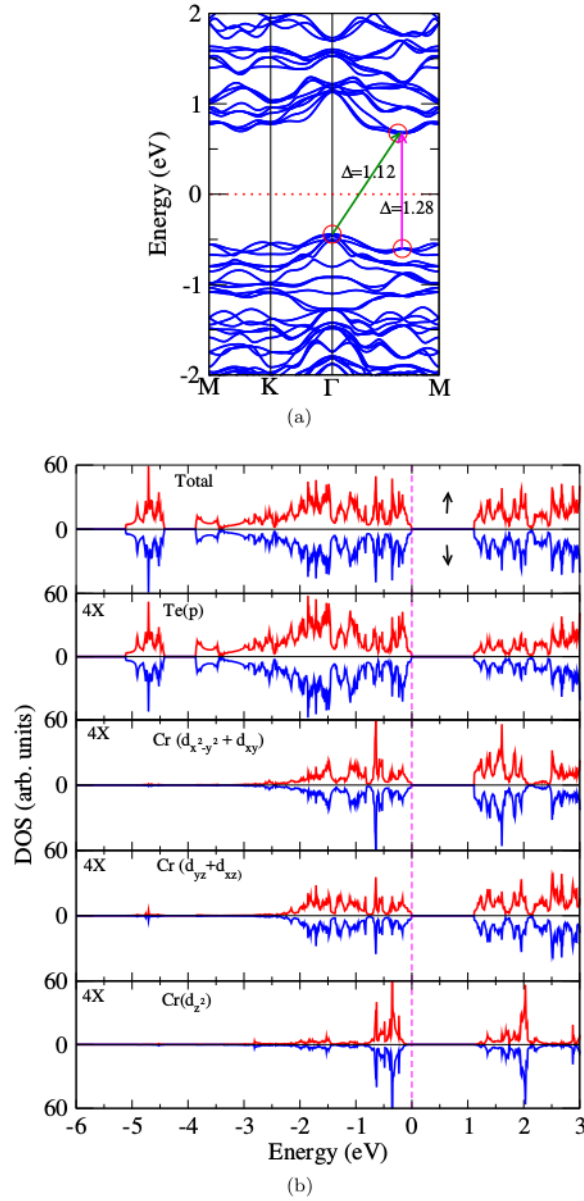 2
1
0
-1
-2
Energy (eV)
Δ=1.12
Δ=1.28
M K Γ M
(a)
60
Total
0
60
4X Te(p)
0
60
4X Cr (dx²-y² + dxy)
0
60
4X Cr (dyz+dxz)
0
60
4X Cr(dz²)
0
60
DOS (arb. units)
-6 -5 -4 -3 -2 -1 0 1 2 3
Energy (eV)
(b)